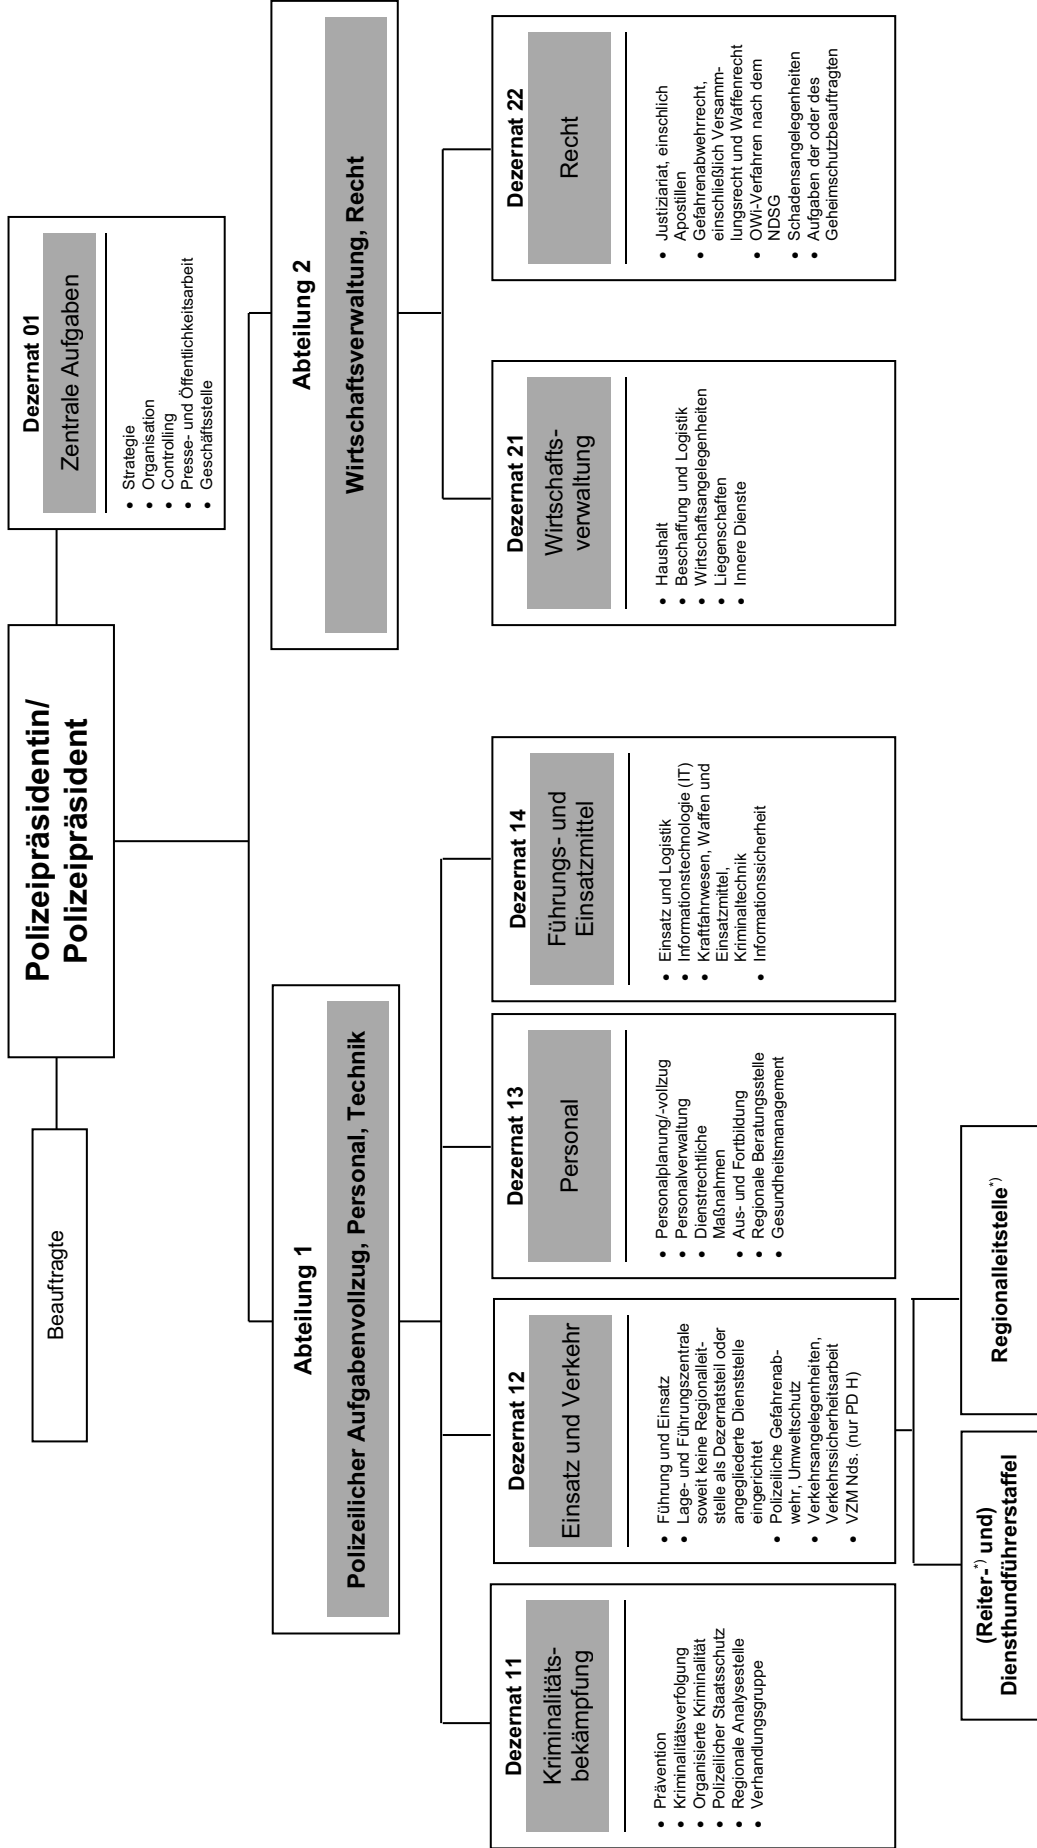 Polizeipräsidentin/
Polizeipräsident
Beauftragte
Dezernat 01
Zentrale Aufgaben
• Strategie
• Organisation
• Controlling
• Presse- und Öffentlichkeitsarbeit
• Geschäftsstelle
Abteilung 1
Polizeilicher Aufgabenvollzug, Personal, Technik
Abteilung 2
Wirtschaftsverwaltung, Recht
Dezernat 11
Kriminalitäts-
bekämpfung
• Prävention
• Kriminalitätsverfolgung
• Organisierte Kriminalität
• Polizeilicher Staatsschutz
• Regionale Analysestelle
• Verhandlungsgruppe
Dezernat 12
Einsatz und Verkehr
• Führung und Einsatz
• Lage- und Führungszentrale
soweit keine Regionalleit-
stelle als Dezernatsteil oder
angegliederte Dienststelle
eingerichtet
• Polizeiliche Gefahrenab-
wehr, Umweltschutz
• Verkehrsangelegenheiten,
Verkehrssicherheitsarbeit
• VZM Nds. (nur PD H)
Dezernat 13
Personal
• Personalplanung/-vollzug
• Personalverwaltung
• Dienstrechtliche
Maßnahmen
• Aus- und Fortbildung
• Regionale Beratungsstelle
• Gesundheitsmanagement
Dezernat 14
Führungs- und
Einsatzmittel
• Einsatz und Logistik
• Informationstechnologie (IT)
• Kraftfahrwesen, Waffen und
Einsatzmittel,
Kriminaltechnik
• Informationssicherheit
Dezernat 21
Wirtschafts-
verwaltung
• Haushalt
• Beschaffung und Logistik
• Wirtschaftsangelegenheiten
• Liegenschaften
• Innere Dienste
Dezernat 22
Recht
• Justiziariat, einschlich
Apostillen
• Gefahrenabwehrrecht,
einschließlich Versamm-
lungsrecht und Waffenrecht
• OWi-Verfahren nach dem
NDSG
• Schadensangelegenheiten
• Aufgaben der oder des
Geheimschutzbeauftragten
(Reiter-*) und)
Diensthundführerstaffel
Regionalleitstelle*)